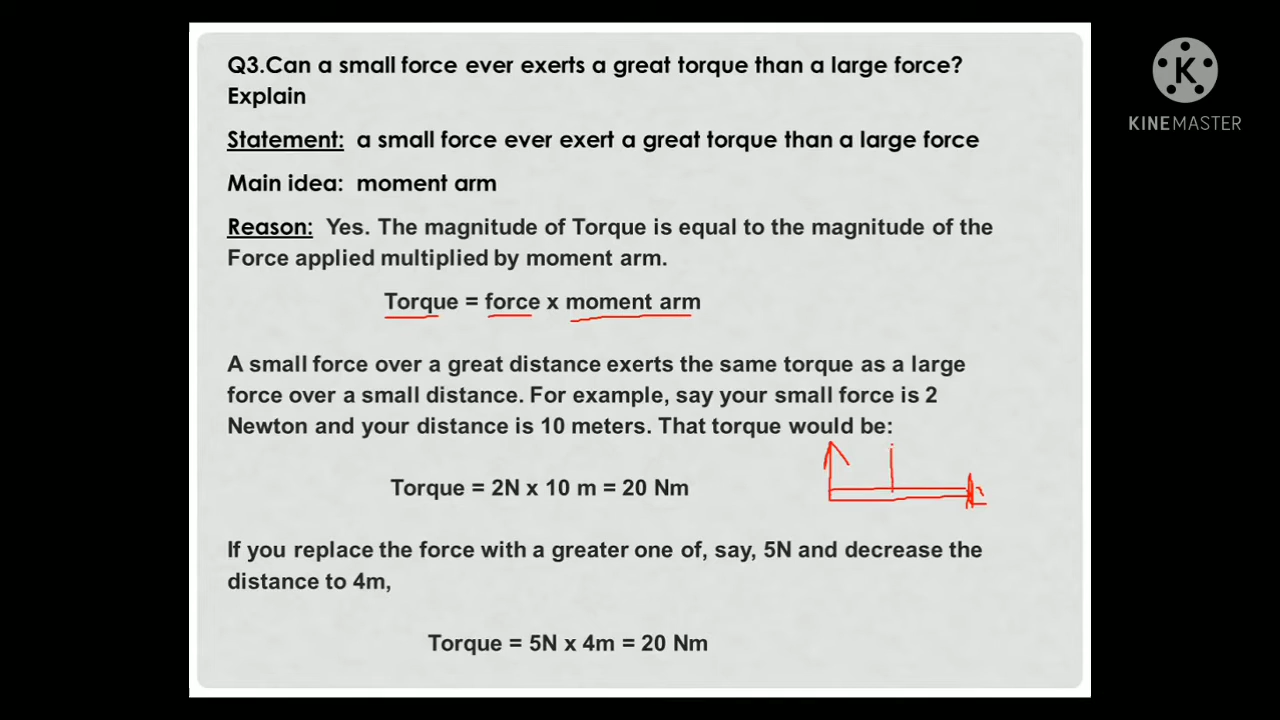 Q3.Can a small force ever exerts a great torque than a large force?
Explain
Statement: a small force ever exert a great torque than a large force
Main idea: moment arm
Reason: Yes. The magnitude of Torque is equal to the magnitude of the
Force applied multiplied by moment arm.
Torque = force x moment arm
A small force over a great distance exerts the same torque as a large
force over a small distance. For example, say your small force is 2
Newton and your distance is 10 meters. That torque would be:
Torque = 2N x 10 m = 20 Nm
If you replace the force with a greater one of, say, 5N and decrease the
distance to 4m,
Torque = 5N x 4m = 20 Nm
K
KINEMASTER